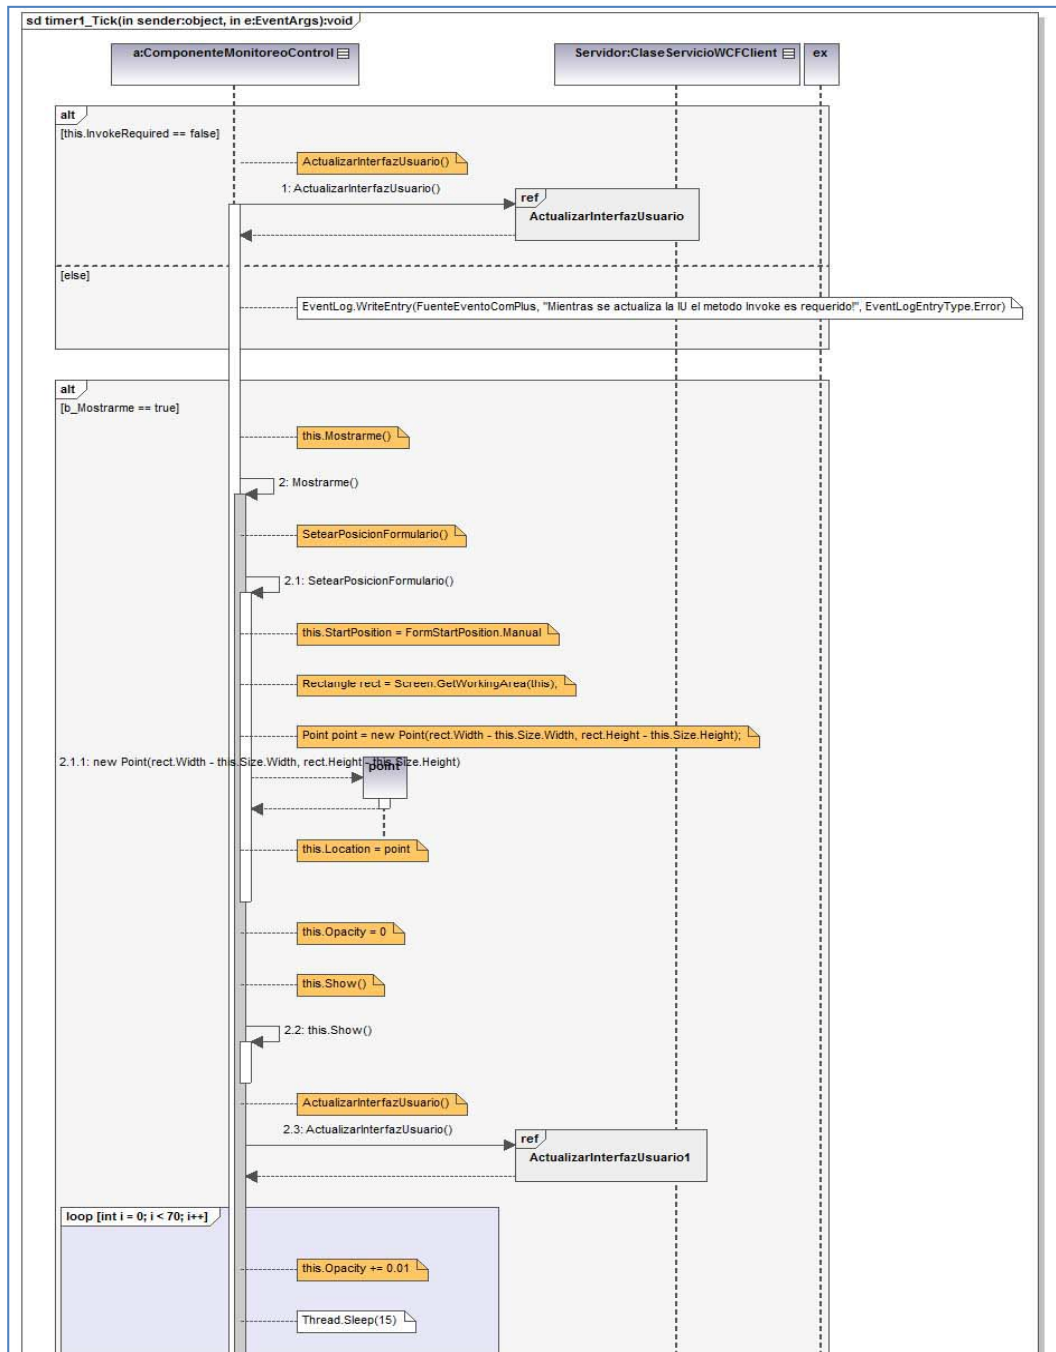 sd timer1_Tick(in sender:object, in e:EventArgs):void
a:ComponenteMonitoreoControl
Servidor:ClaseServicioWCFClient
ex
alt
[this.InvokeRequired == false]
ActualizarInterfazUsuario()
1: ActualizarInterfazUsuario()
ref
ActualizarInterfazUsuario
[else]
EventLog.WriteEntry(FuenteEventoComPlus, "Mientras se actualiza la IU el metodo Invoke es requerido!", EventLogEntryType.Error)
alt
[b_Mostrarme == true]
this.Mostrarme()
2: Mostrarme()
SetearPosicionFormulario()
2.1: SetearPosicionFormulario()
this.StartPosition = FormStartPosition.Manual
Rectangle rect = Screen.GetWorkingArea(this);
Point point = new Point(rect.Width - this.Size.Width, rect.Height - this.Size.Height);
2.1.1: new Point(rect.Width - this.Size.Width, rect.Height - this.Size.Height)
point
this.Location = point
this.Opacity = 0
this.Show()
2.2: this.Show()
ActualizarInterfazUsuario()
2.3: ActualizarInterfazUsuario()
ref
ActualizarInterfazUsuario1
loop [int i = 0; i < 70; i++]
this.Opacity += 0.01
Thread.Sleep(15)